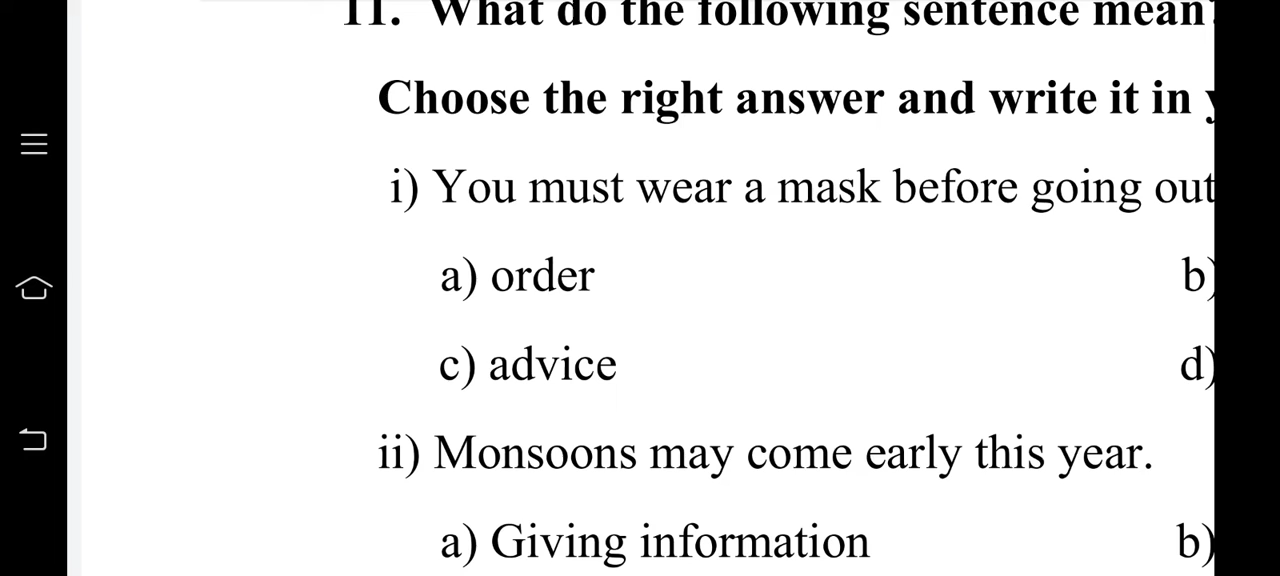 11. What do the following sentence mean?
Choose the right answer and write it in
i) You must wear a mask before going out
a) order b)
c) advice d)
ii) Monsoons may come early this year.
a) Giving information b)